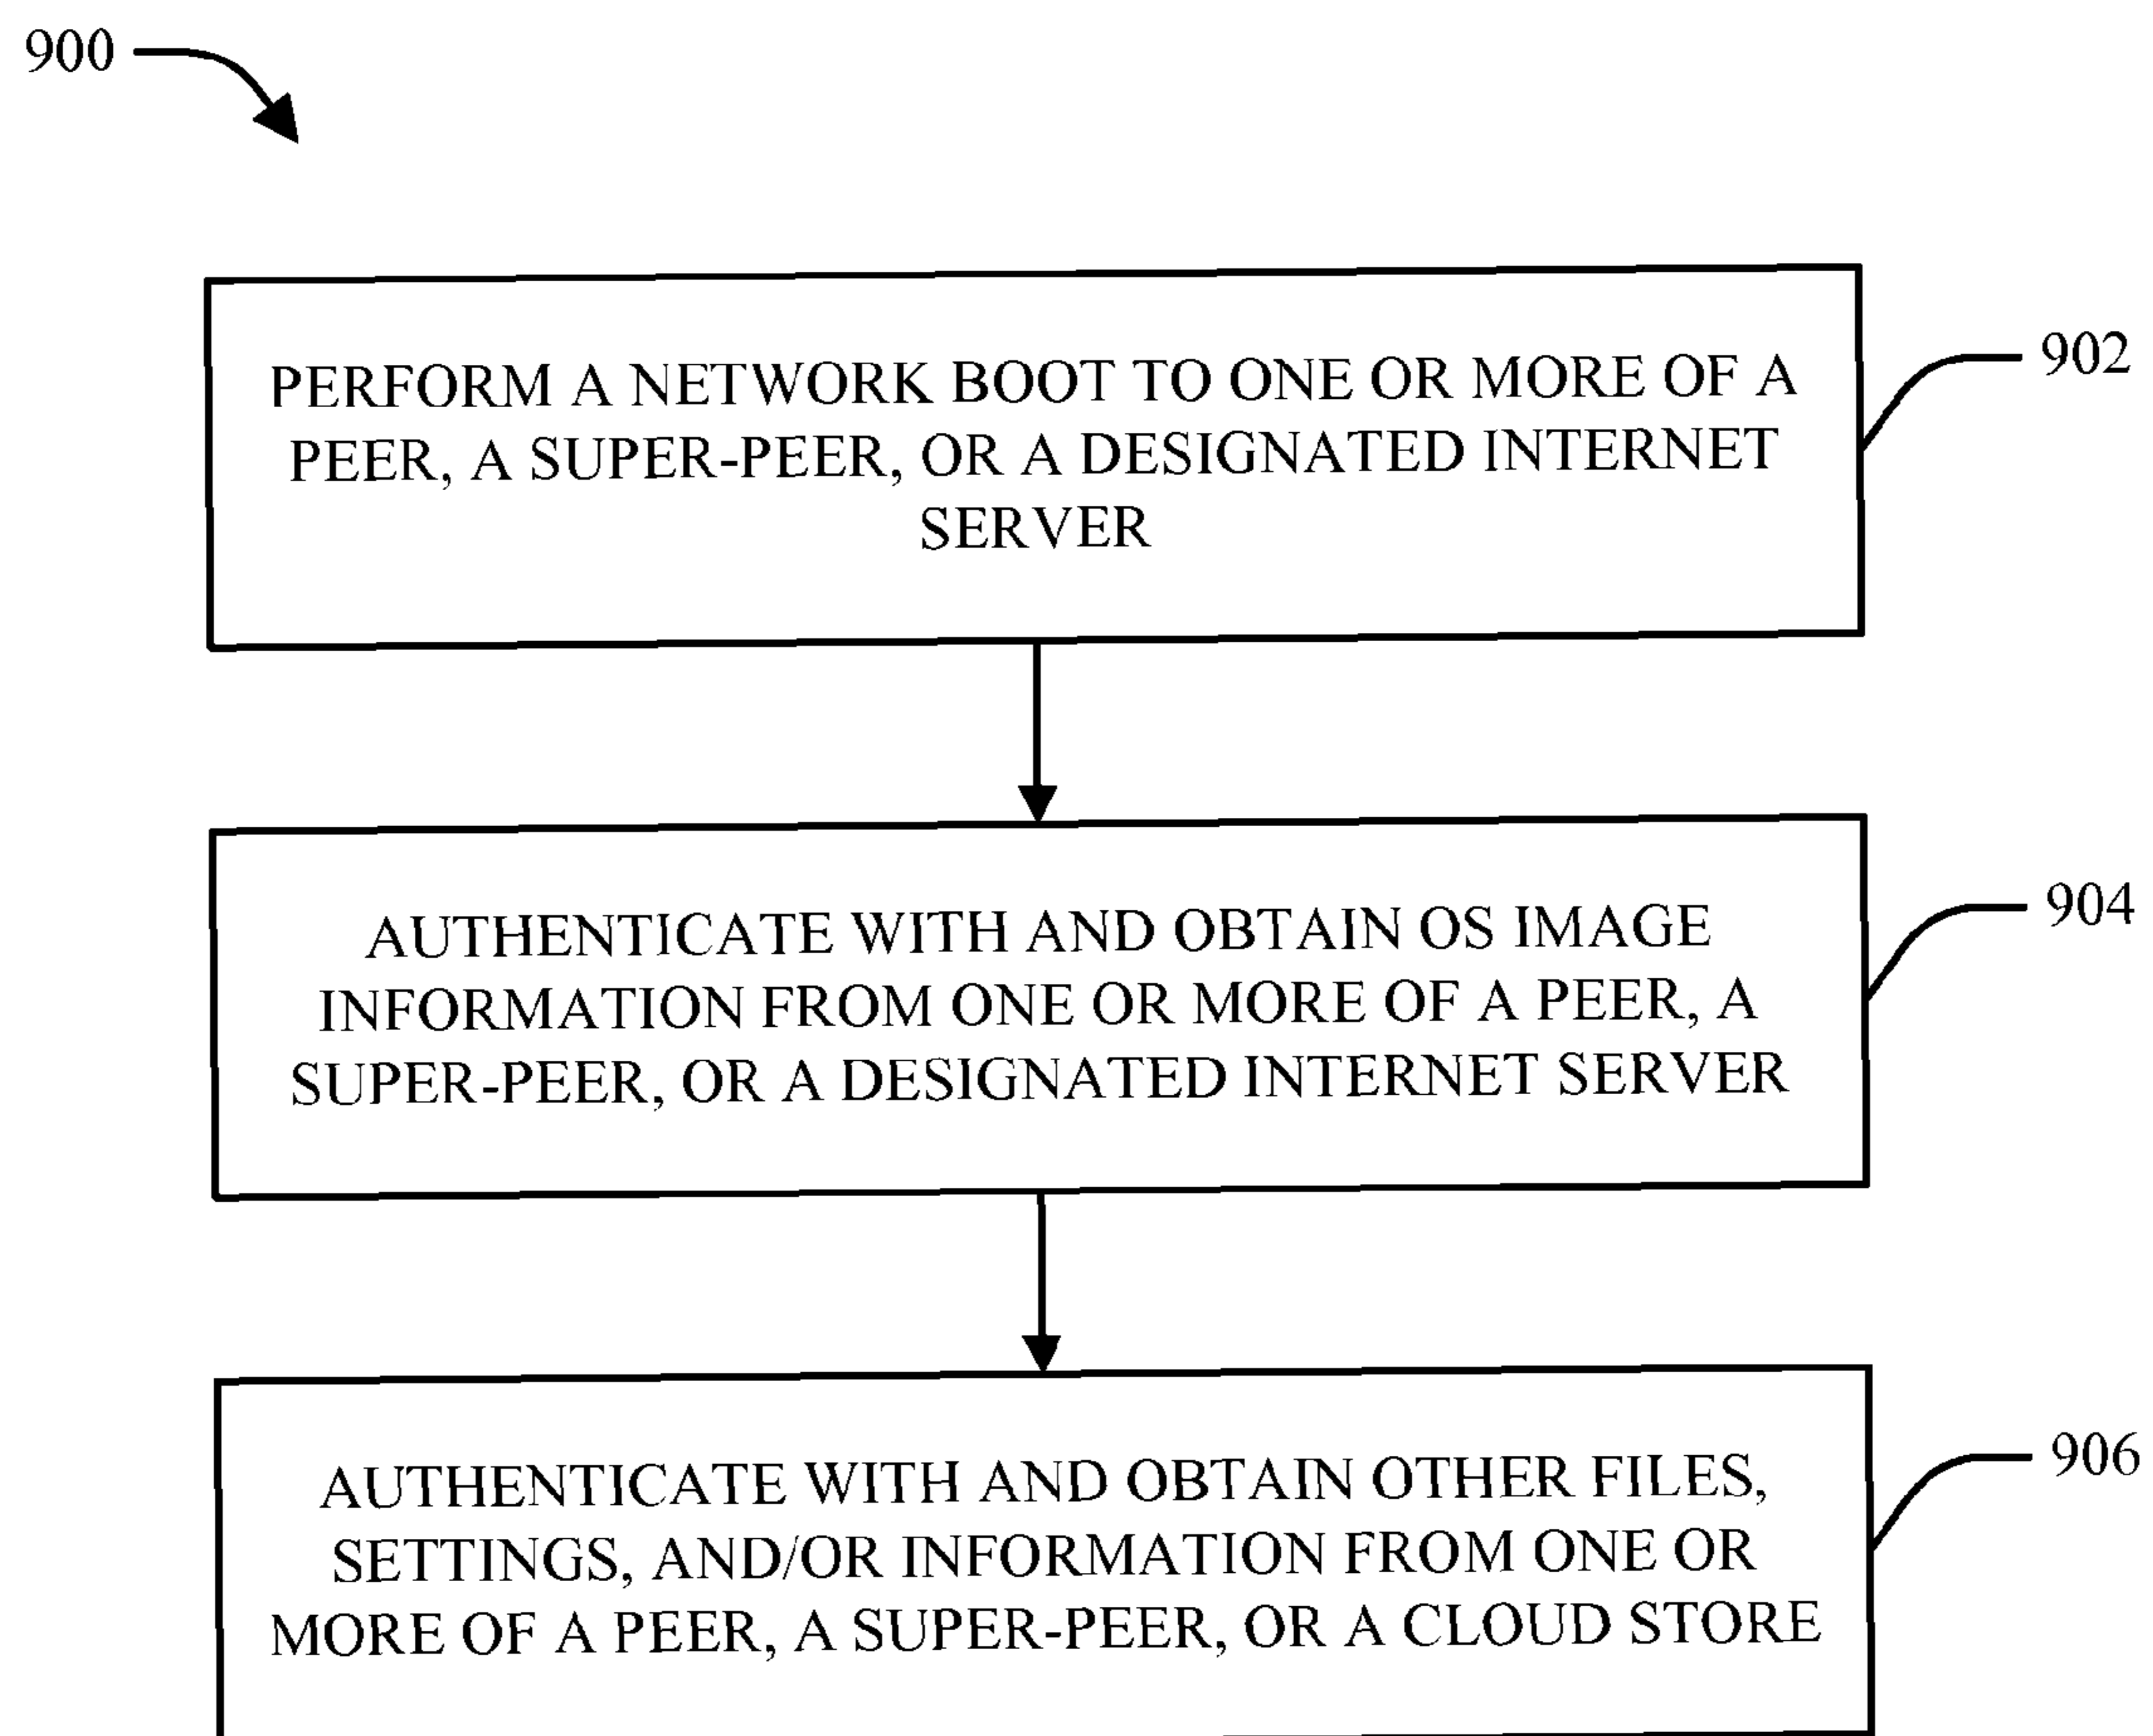 900
PERFORM A NETWORK BOOT TO ONE OR MORE OF A
PEER, A SUPER-PEER, OR A DESIGNATED INTERNET
SERVER
902
AUTHENTICATE WITH AND OBTAIN OS IMAGE
INFORMATION FROM ONE OR MORE OF A PEER, A
SUPER-PEER, OR A DESIGNATED INTERNET SERVER
904
AUTHENTICATE WITH AND OBTAIN OTHER FILES,
SETTINGS, AND/OR INFORMATION FROM ONE OR
MORE OF A PEER, A SUPER-PEER, OR A CLOUD STORE
906